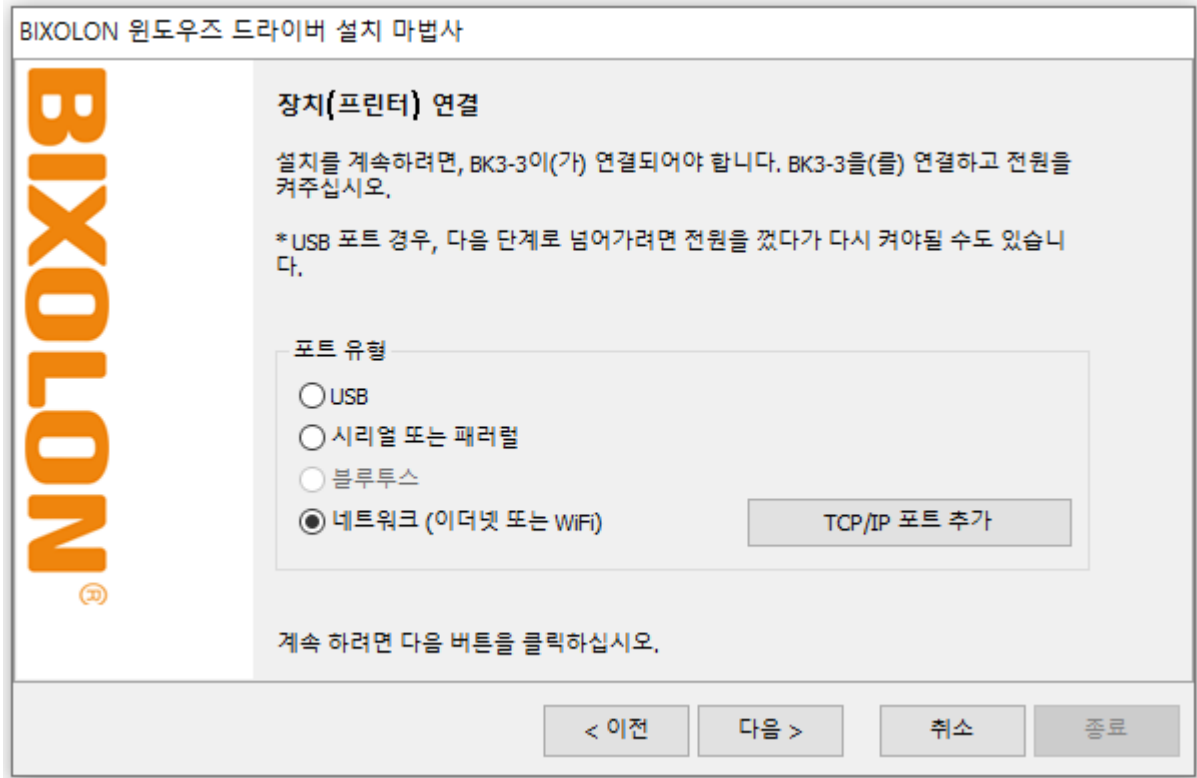 BIXOLON 윈도우즈 드라이버 설치 마법사
BIXOLON®
장치(프린터) 연결
설치를 계속하려면, BK3-3이(가) 연결되어야 합니다. BK3-3을(를) 연결하고 전원을
켜주십시오.
*USB 포트 경우, 다음 단계로 넘어가려면 전원을 껐다가 다시 켜야될 수도 있습니
다.
포트 유형
USB
시리얼 또는 패러럴
블루투스
네트워크 (이더넷 또는 WiFi)
TCP/IP 포트 추가
계속 하려면 다음 버튼을 클릭하십시오.
< 이전
다음 >
취소
종료